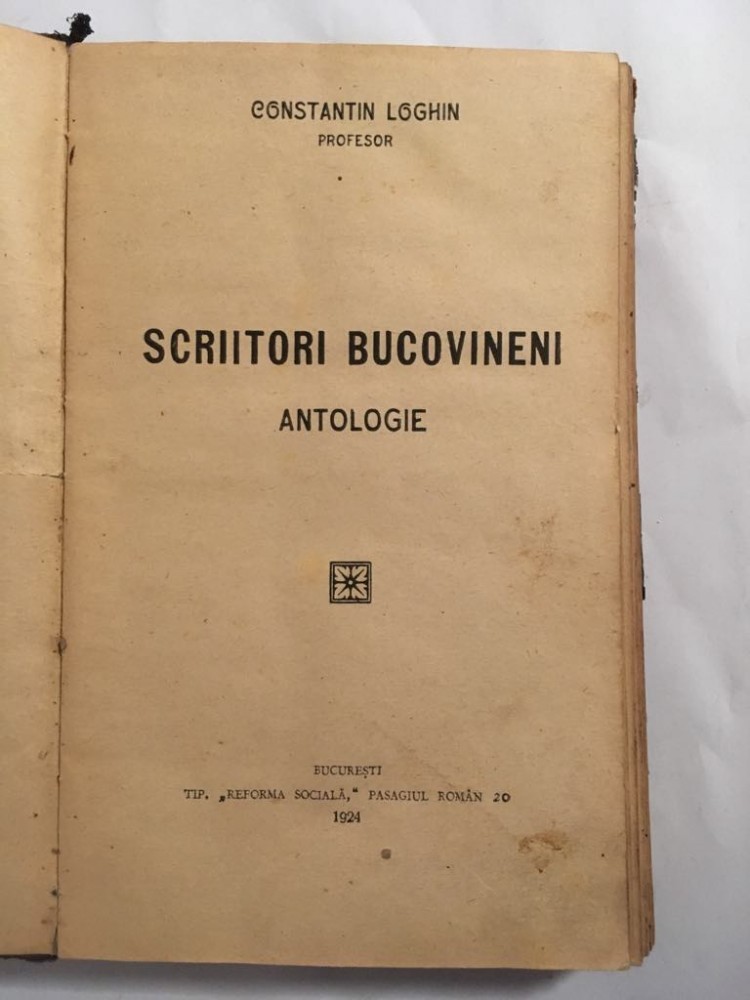 CONSTANTIN LOGHIN
PROFESOR
SCRIITORI BUCOVINENI
ANTOLOGIE
BUCUREȘTI
TIP. „REFORMA SOCIALĂ,“ PASAGIUL ROMÂN 20
1924